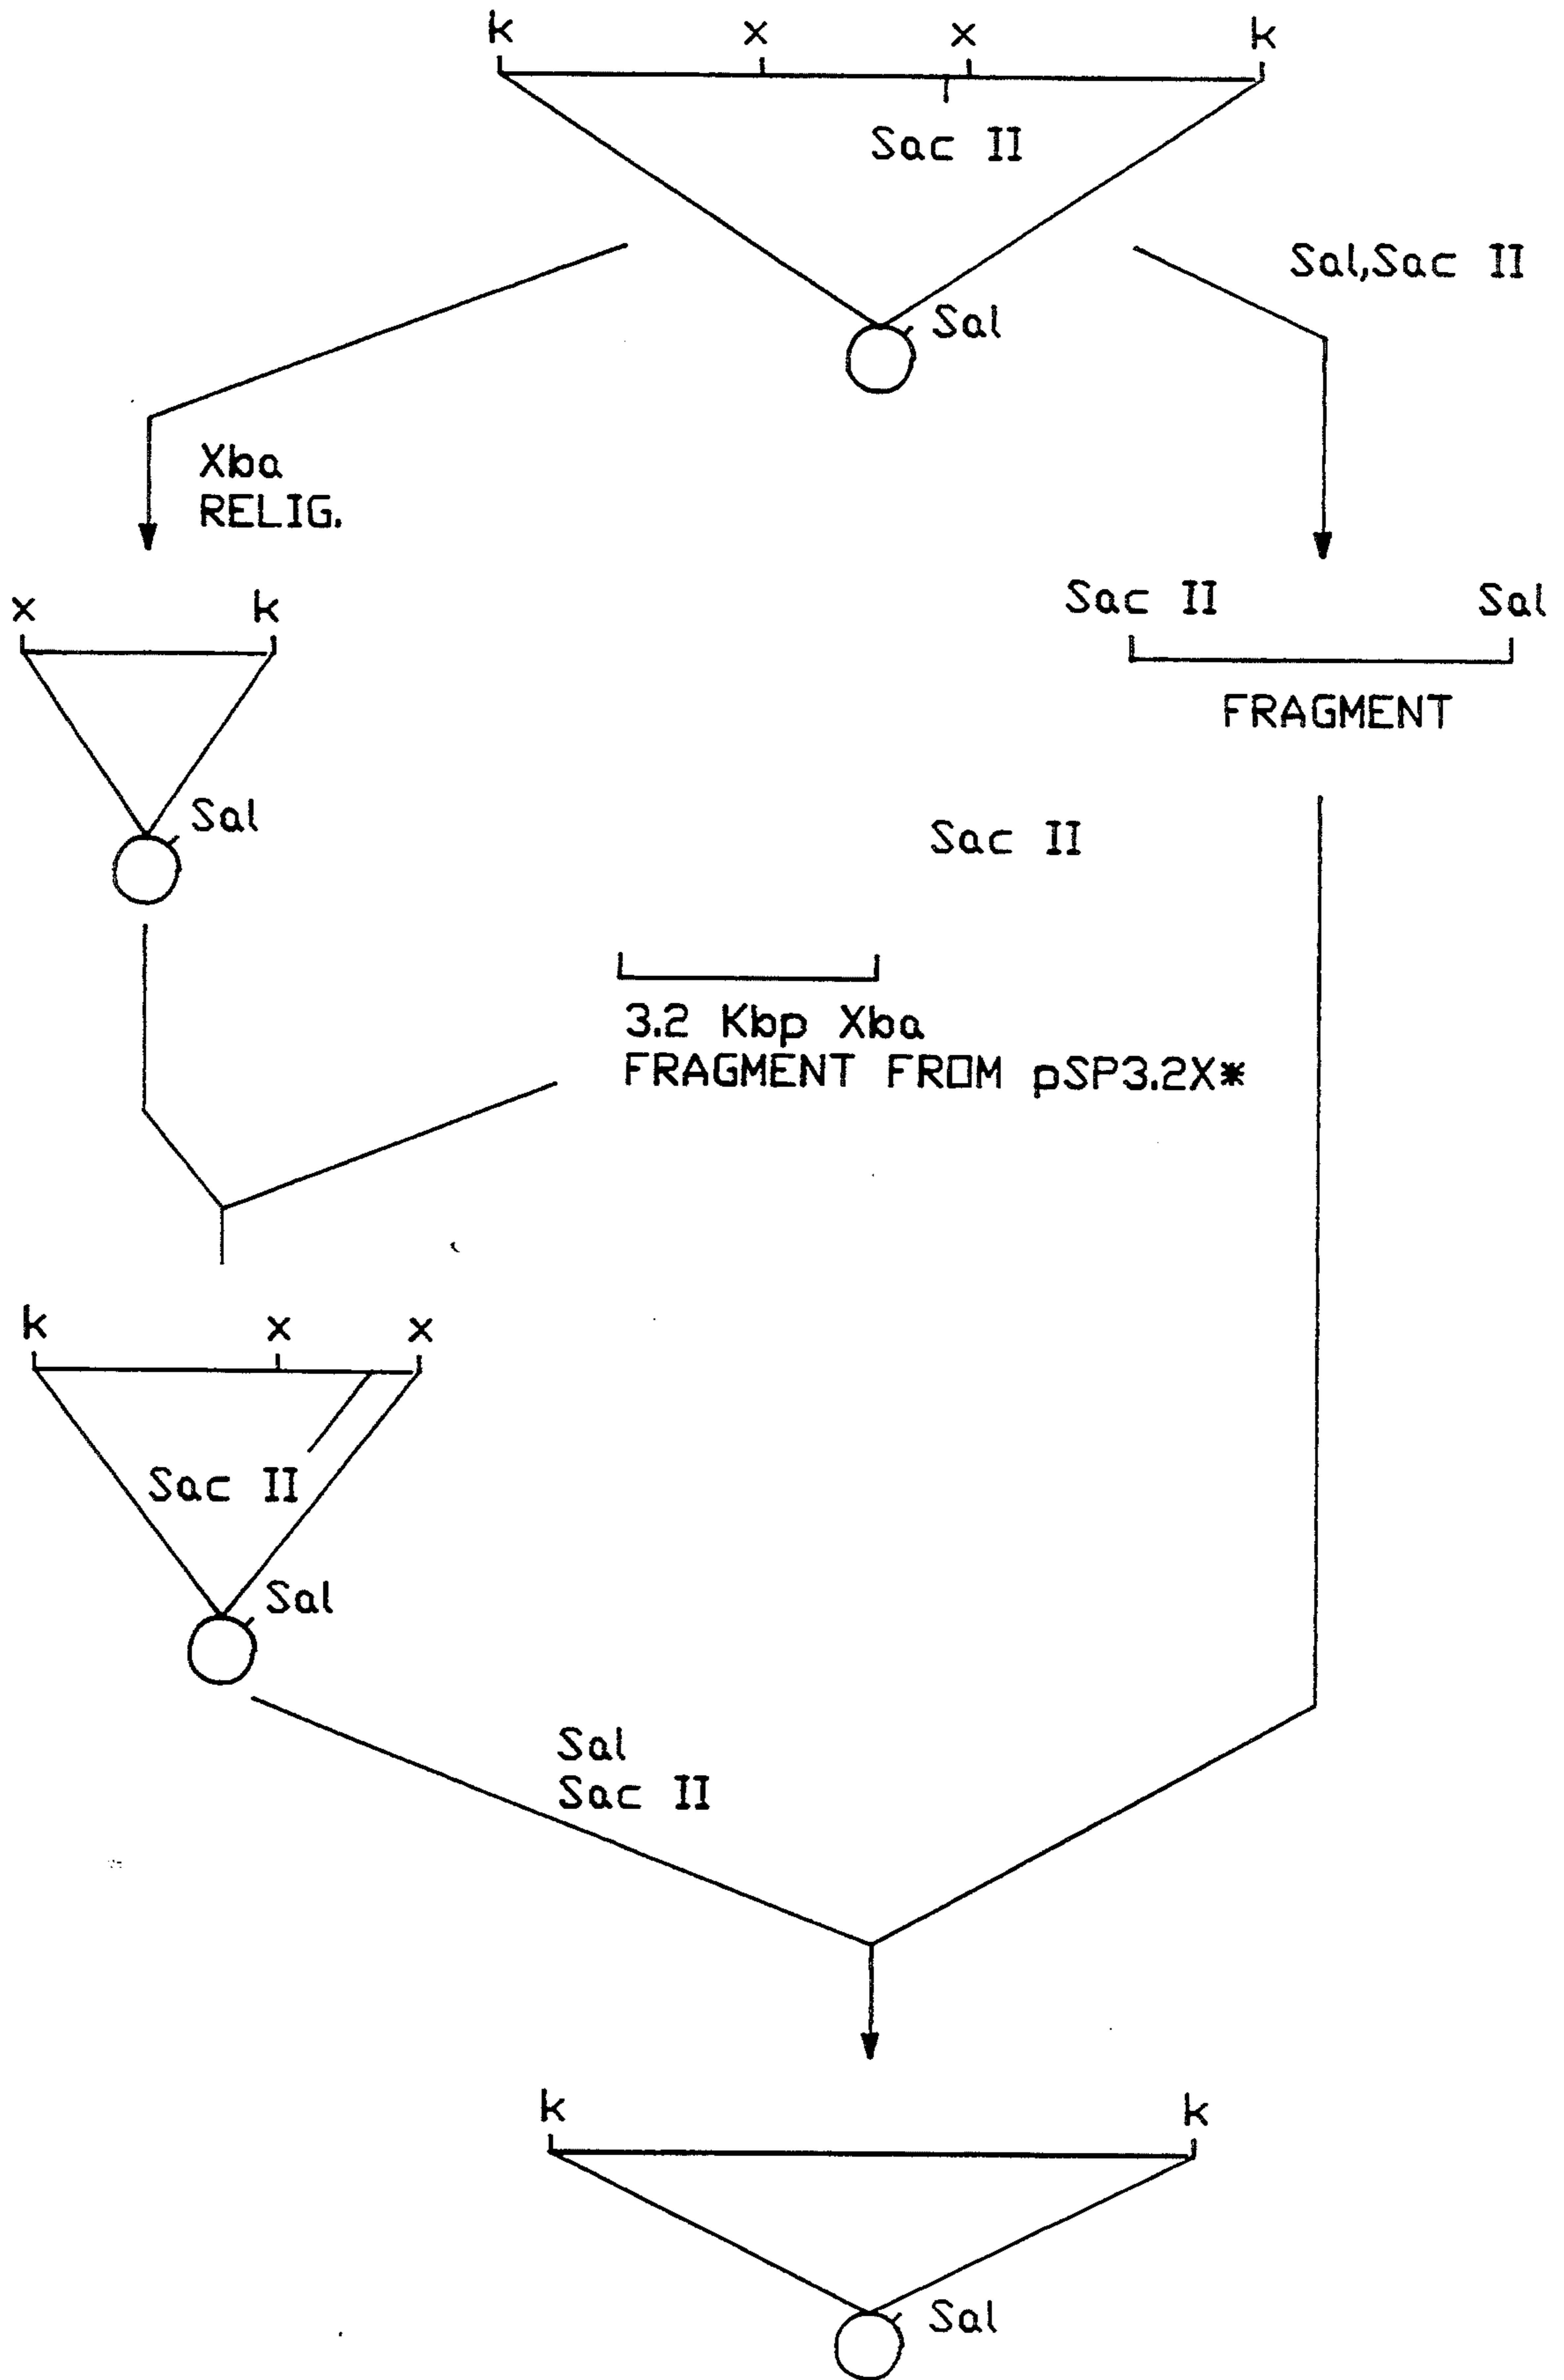 k x x k
Sac II
Sal,Sac II
Sal
Xba
RELIG.
x k
Sac II Sal
FRAGMENT
Sal
Sac II
3.2 Kbp Xba
FRAGMENT FROM pSP3.2X*
k x x
Sac II
Sal
Sal
Sac II
k k
Sal